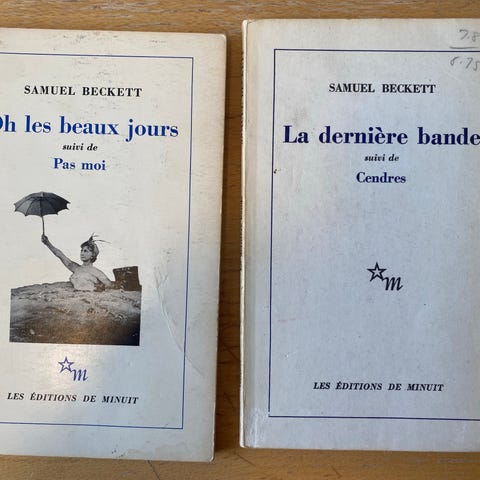 SAMUEL BECKETT
Oh les beaux jours
suivi de
Pas moi
m
LES ÉDITIONS DE MINUIT
SAMUEL BECKETT
La dernière bande
suivi de
Cendres
m
LES ÉDITIONS DE MINUIT